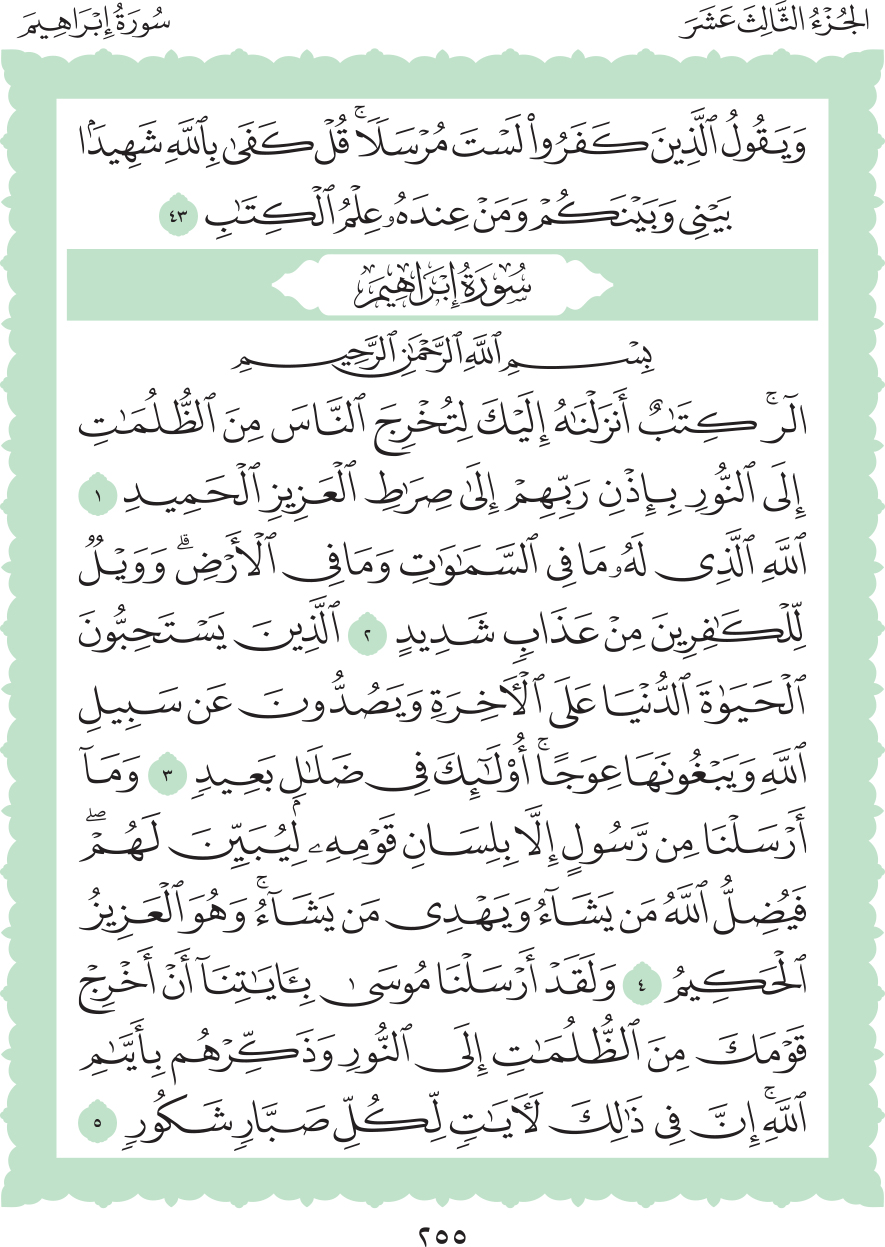 الجُزْءُ الثَّالِثَ عَشَرَ
سُورَةُ إِبْرَاهِيمَ
وَيَقُولُ ٱلَّذِينَ كَفَرُوا۟ لَسْتَ مُرْسَلًا ۚ قُلْ كَفَىٰ بِٱللَّهِ شَهِيدًۢا
بَيْنِى وَبَيْنَكُمْ وَمَنْ عِندَهُۥ عِلْمُ ٱلْكِتَـٰبِ ٤٣
سُورَةُ إِبْرَاهِيمَ
بِسْمِ ٱللَّهِ ٱلرَّحْمَـٰنِ ٱلرَّحِيمِ
الٓر ۚ كِتَـٰبٌ أَنزَلْنَـٰهُ إِلَيْكَ لِتُخْرِجَ ٱلنَّاسَ مِنَ ٱلظُّلُمَـٰتِ
إِلَى ٱلنُّورِ بِإِذْنِ رَبِّهِمْ إِلَىٰ صِرَٰطِ ٱلْعَزِيزِ ٱلْحَمِيدِ ١
ٱللَّهِ ٱلَّذِى لَهُۥ مَا فِى ٱلسَّمَـٰوَٰتِ وَمَا فِى ٱلْأَرْضِ ۗ وَوَيْلٌ
لِّلْكَـٰفِرِينَ مِنْ عَذَابٍ شَدِيدٍ ٢ ٱلَّذِينَ يَسْتَحِبُّونَ
ٱلْحَيَوٰةَ ٱلدُّنْيَا عَلَى ٱلْـَٔاخِرَةِ وَيَصُدُّونَ عَن سَبِيلِ
ٱللَّهِ وَيَبْغُونَهَا عِوَجًا ۚ أُو۟لَـٰٓئِكَ فِى ضَلَـٰلٍۭ بَعِيدٍ ٣ وَمَآ
أَرْسَلْنَا مِن رَّسُولٍ إِلَّا بِلِسَانِ قَوْمِهِۦ لِيُبَيِّنَ لَهُمْ ۖ
فَيُضِلُّ ٱللَّهُ مَن يَشَآءُ وَيَهْدِى مَن يَشَآءُ ۚ وَهُوَ ٱلْعَزِيزُ
ٱلْحَكِيمُ ٤ وَلَقَدْ أَرْسَلْنَا مُوسَىٰ بِـَٔايَـٰتِنَآ أَنْ أَخْرِجْ
قَوْمَكَ مِنَ ٱلظُّلُمَـٰتِ إِلَى ٱلنُّورِ وَذَكِّرْهُم بِأَيَّىٰمِ
ٱللَّهِ ۚ إِنَّ فِى ذَٰلِكَ لَـَٔايَـٰتٍ لِّكُلِّ صَبَّارٍ شَكُورٍ ٥
٢٥٥